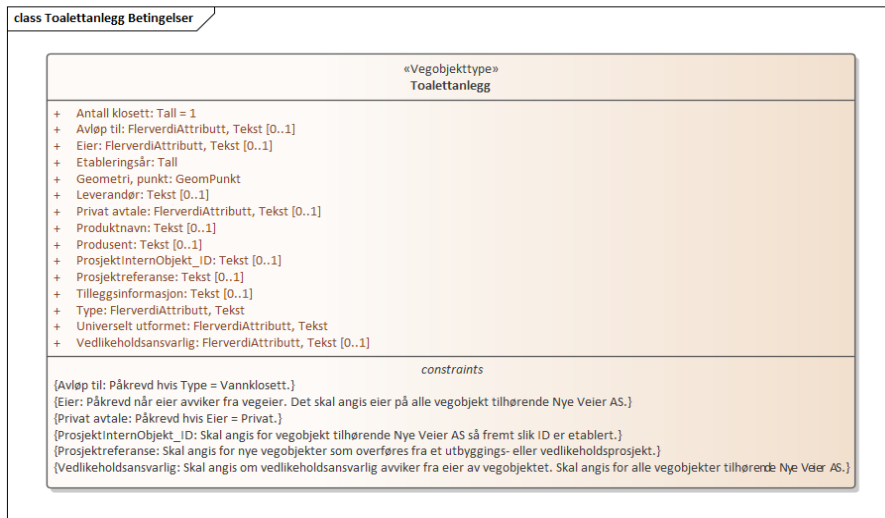 class Toalettanlegg Betingelser
«Vegobjekttype»
Toalettanlegg
+ Antall klosett: Tall = 1
+ Avløp til: FlerverdiAttributt, Tekst [0..1]
+ Eier: FlerverdiAttributt, Tekst [0..1]
+ Etableringsår: Tall
+ Geometri, punkt: GeomPunkt
+ Leverandør: Tekst [0..1]
+ Privat avtale: FlerverdiAttributt, Tekst [0..1]
+ Produktnavn: Tekst [0..1]
+ Produsent: Tekst [0..1]
+ ProsjektInternObjekt_ID: Tekst [0..1]
+ Prosjektreferanse: Tekst [0..1]
+ Tilleggsinformasjon: Tekst [0..1]
+ Type: FlerverdiAttributt, Tekst
+ Universelt utformet: FlerverdiAttributt, Tekst
+ Vedlikeholdsansvarlig: FlerverdiAttributt, Tekst [0..1]
constraints
{Avløp til: Påkrevd hvis Type = Vannklosett.}
{Eier: Påkrevd når eier avviker fra vegeier. Det skal angis eier på alle vegobjekt tilhørende Nye Veier AS.}
{Privat avtale: Påkrevd hvis Eier = Privat.}
{ProsjektInternObjekt_ID: Skal angis for vegobjekt tilhørende Nye Veier AS så fremt slik ID er etablert.}
{Prosjektreferanse: Skal angis for nye vegobjekter som overføres fra et utbyggings- eller vedlikeholdsprosjekt.}
{Vedlikeholdsansvarlig: Skal angis om vedlikeholdsansvarlig avviker fra eier av vegobjektet. Skal angis for alle vegobjekter tilhørende Nye Veier AS.}